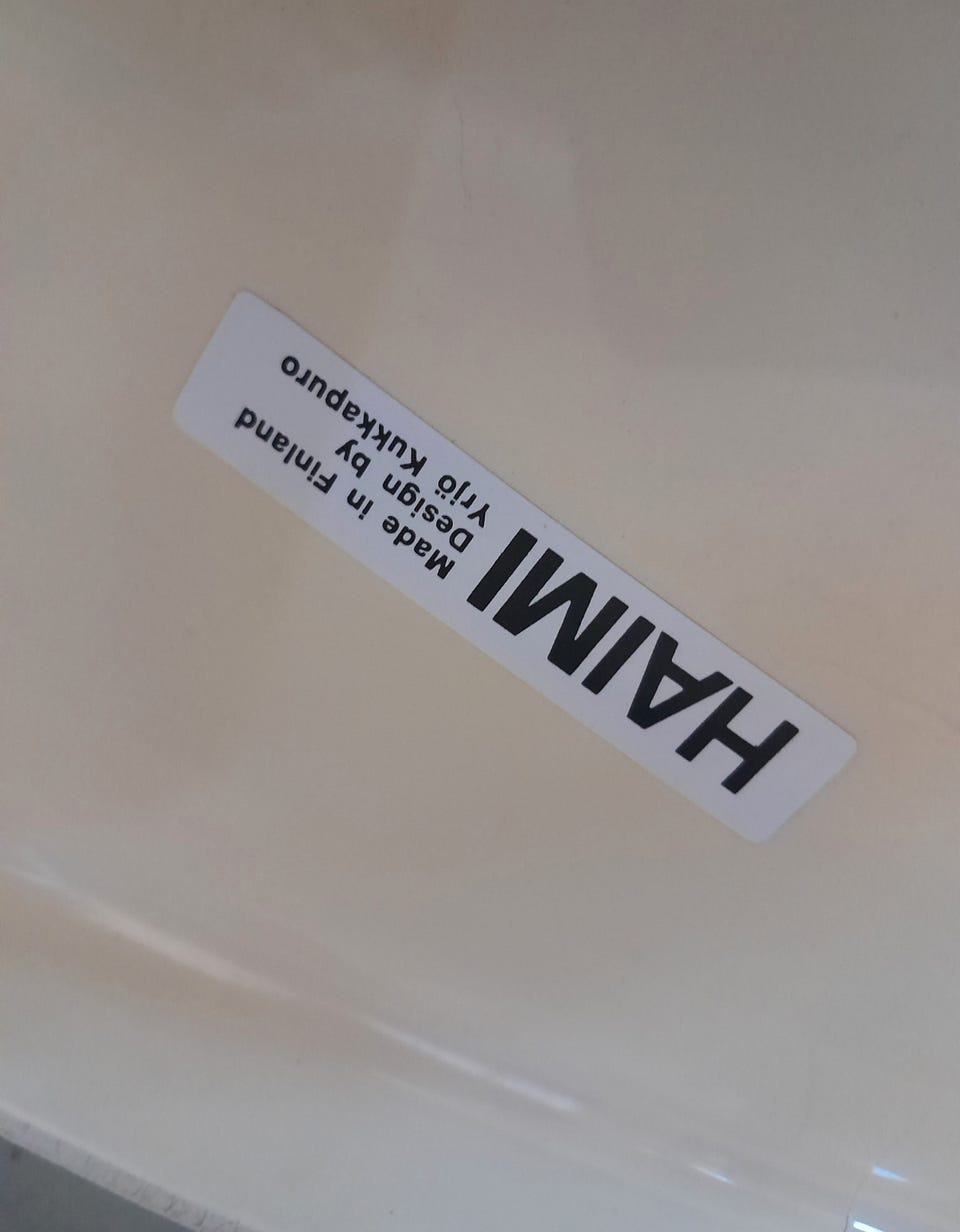 HAIMI
Made in Finland
Design by
Yrjö Kukkapuro